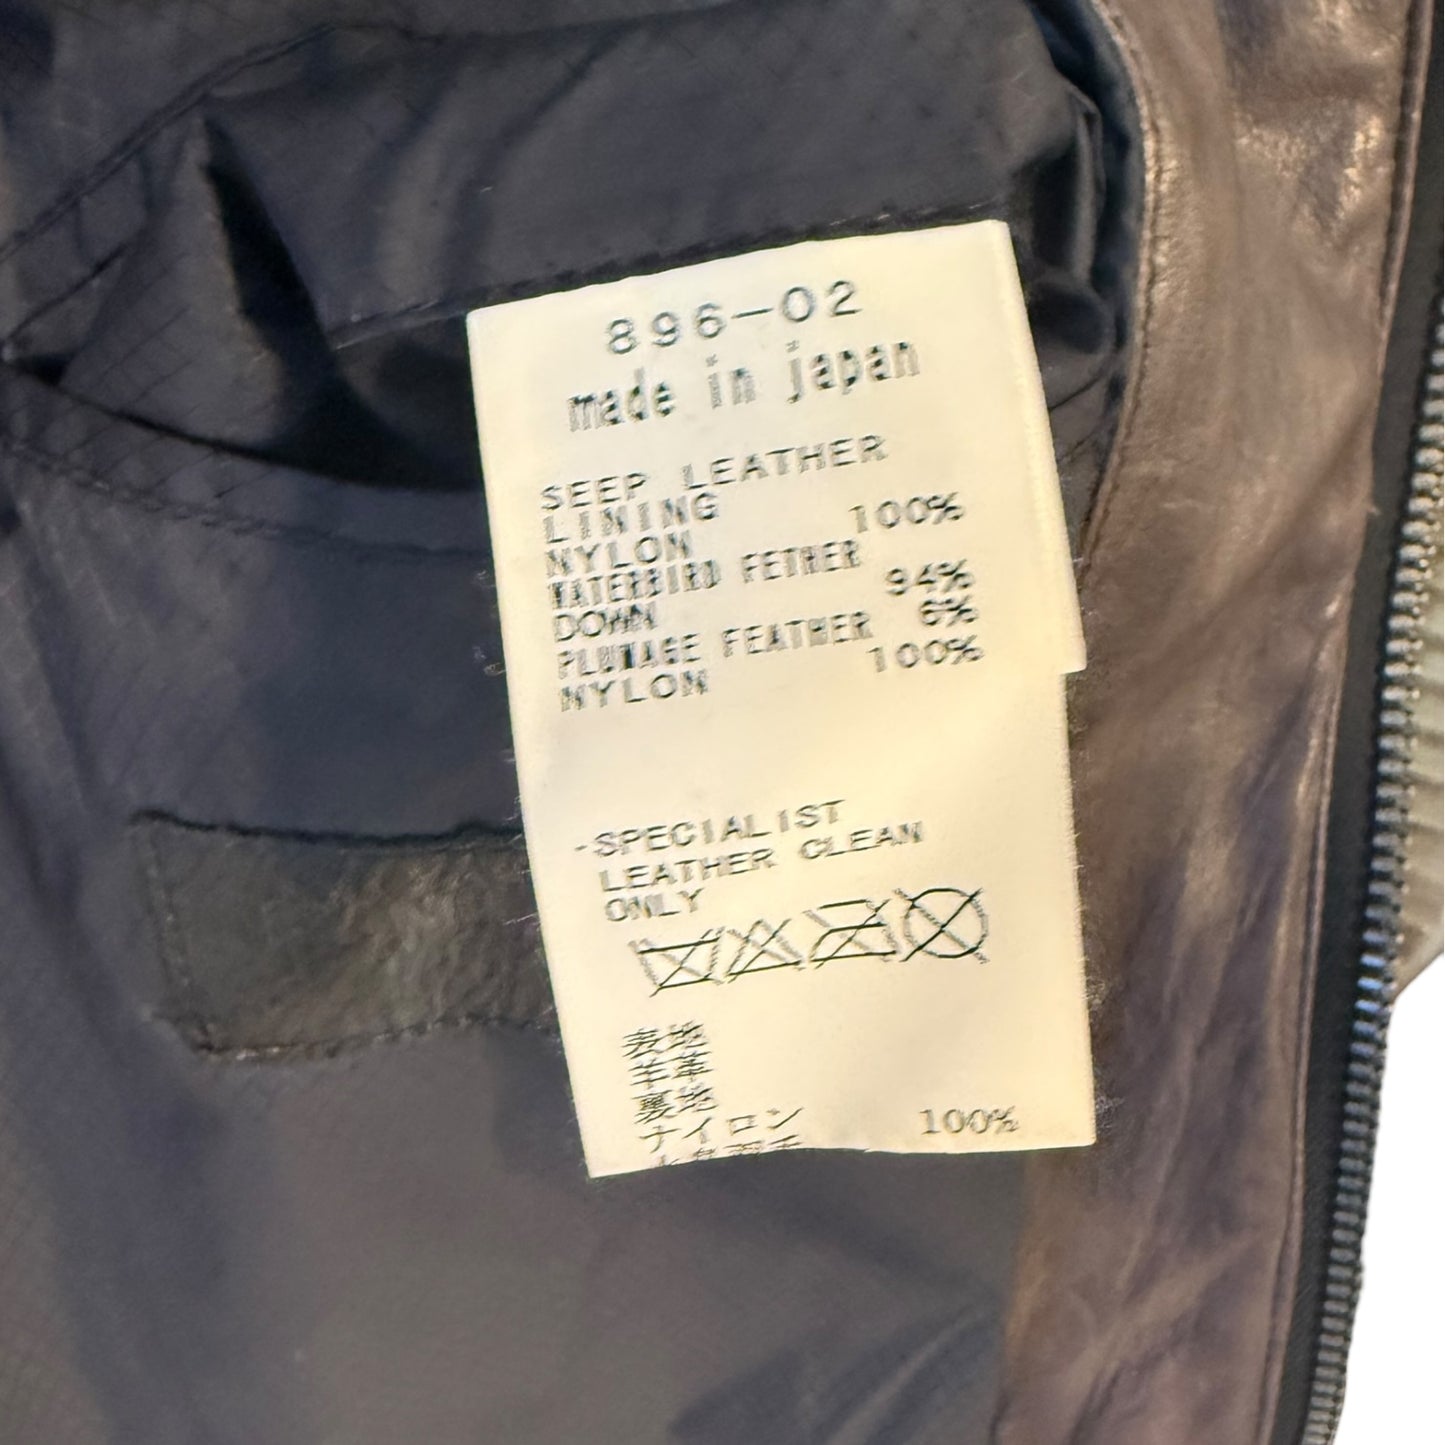 896-02
made in japan
SEEP LEATHER
LINING
NYLON 100%
WATERBIRD FETHER
DOWN 94%
PLUMAGE FEATHER 6%
NYLON 100%
-SPECIALIST
LEATHER CLEAN
ONLY
表地
羊革
裏地
ナイロン 100%